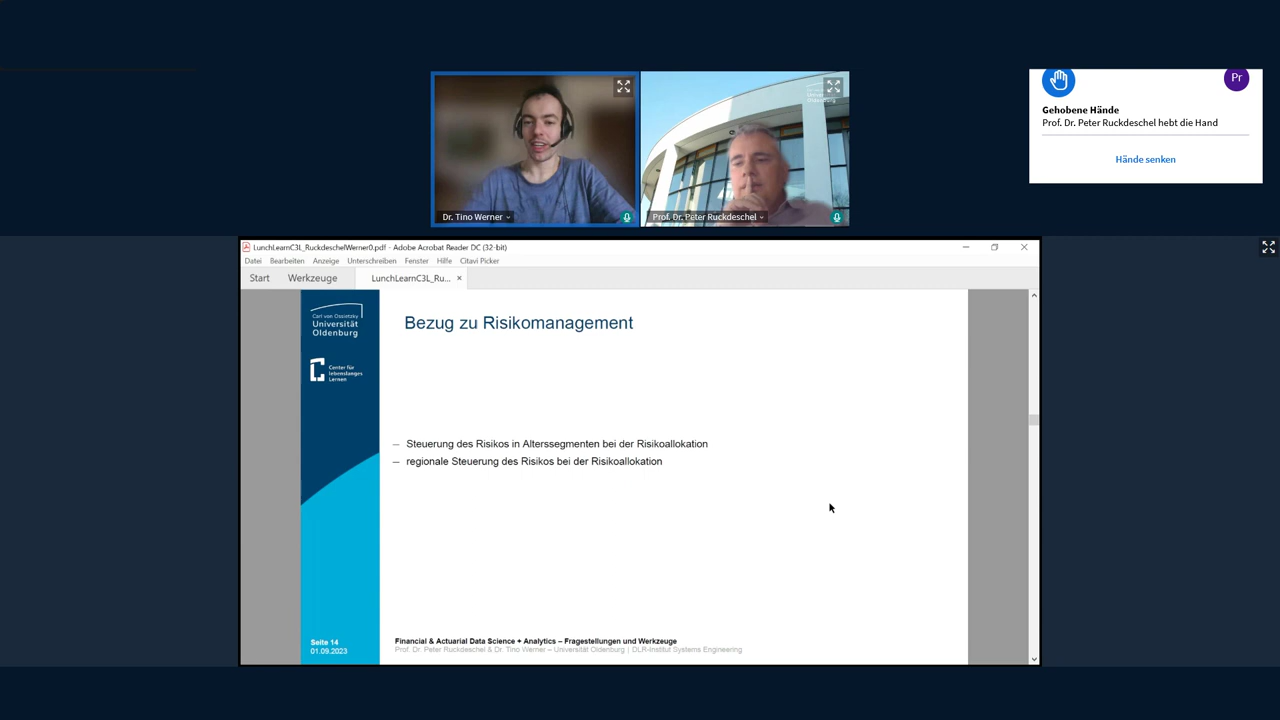 Pr
Gehobene Hände
Prof. Dr. Peter Ruckdeschel hebt die Hand
Hände senken
Universität
Oldenburg
Dr. Tino Werner
Prof. Dr. Peter Ruckdeschel
LunchLearnC3L_RuckdeschelWerner0.pdf - Adobe Acrobat Reader DC (32-bit)
Datei Bearbeiten Anzeige Unterschreiben Fenster Hilfe Citavi Picker
Start Werkzeuge LunchLearnC3L_Ru... ×
Carl von Ossietzky
Universität
Oldenburg
Center für
lebenslanges
Lernen
Bezug zu Risikomanagement
– Steuerung des Risikos in Alterssegmenten bei der Risikoallokation
– regionale Steuerung des Risikos bei der Risikoallokation
Seite 14
01.09.2023
Financial & Actuarial Data Science + Analytics – Fragestellungen und Werkzeuge
Prof. Dr. Peter Ruckdeschel & Dr. Tino Werner – Universität Oldenburg | DLR-Institut Systems Engineering